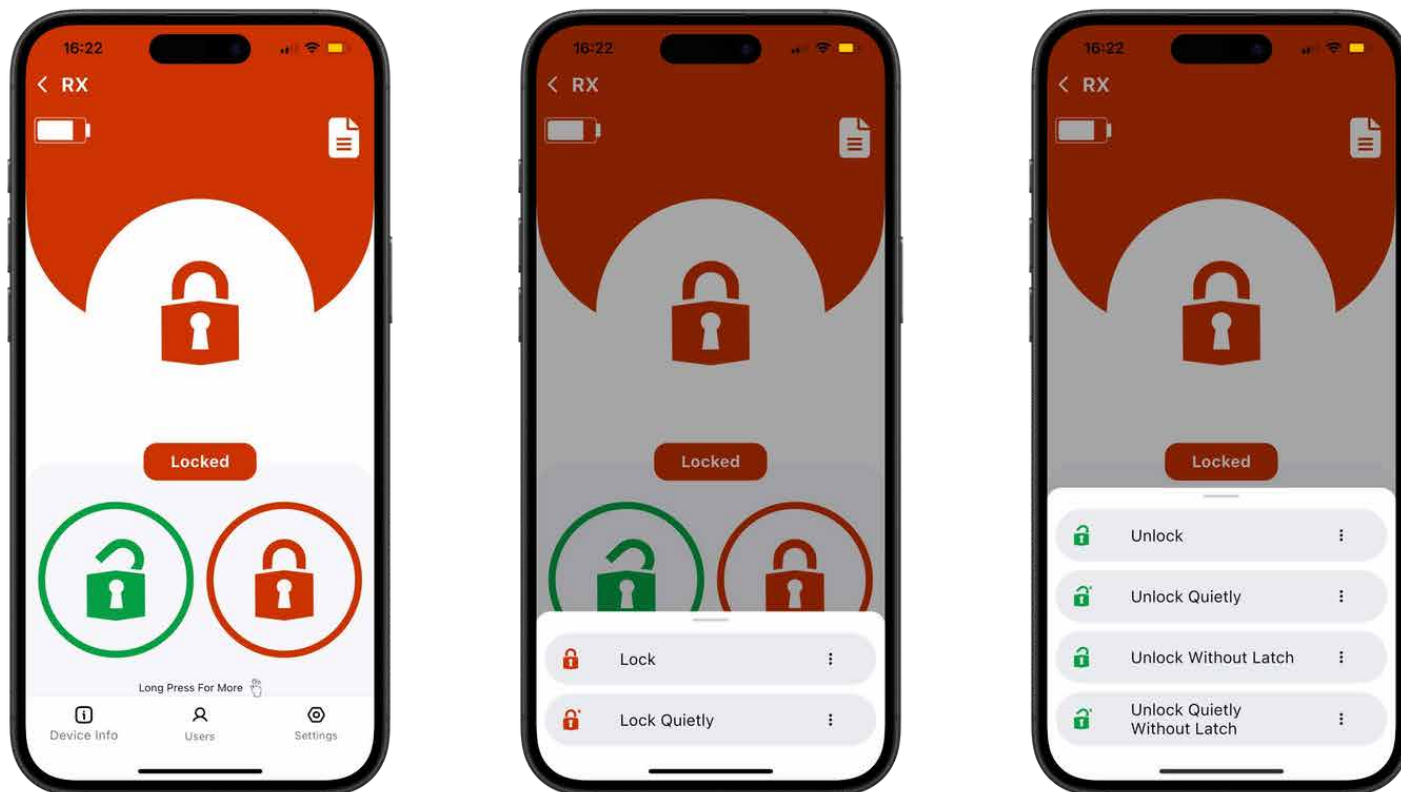 16:22
RX
Locked
Long Press For More
Device Info
Users
Settings
16:22
RX
Locked
Lock
Lock Quietly
16:22
RX
Locked
Unlock
Unlock Quietly
Unlock Without Latch
Unlock Quietly
Without Latch